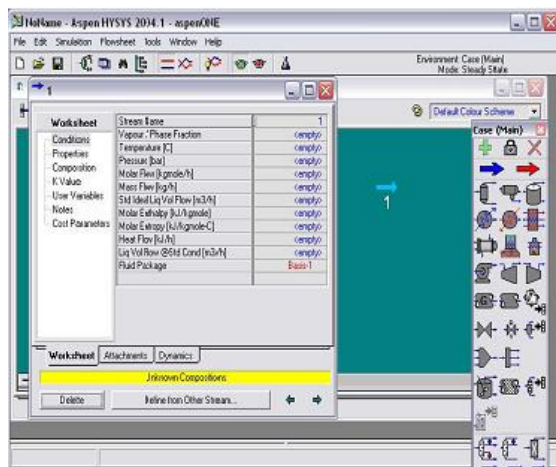 NoName - Aspen HYSYS 2004.1 - aspenONE
File Edit Simulation Flowsheet Tools Window Help
Environment: Case (Main)
Mode: Steady State
1
Default Colour Scheme
Case (Main)
Worksheet
Conditions
Properties
Composition
K Value
User Variables
Notes
Cost Parameters
Stream Name 1
Vapour / Phase Fraction <empty>
Temperature [C] <empty>
Pressure [bar] <empty>
Molar Flow [kgmole/h] <empty>
Mass Flow [kg/h] <empty>
Std Ideal Liq Vol Flow [m3/h] <empty>
Molar Enthalpy [kJ/kgmole] <empty>
Molar Entropy [kJ/kgmole-C] <empty>
Heat Flow [kJ/h] <empty>
Liq Vol Flow @Std Cond [m3/h] <empty>
Fluid Package Basis-1
1
Worksheet Attachments Dynamics
Unknown Compositions
Delete Define from Other Stream...